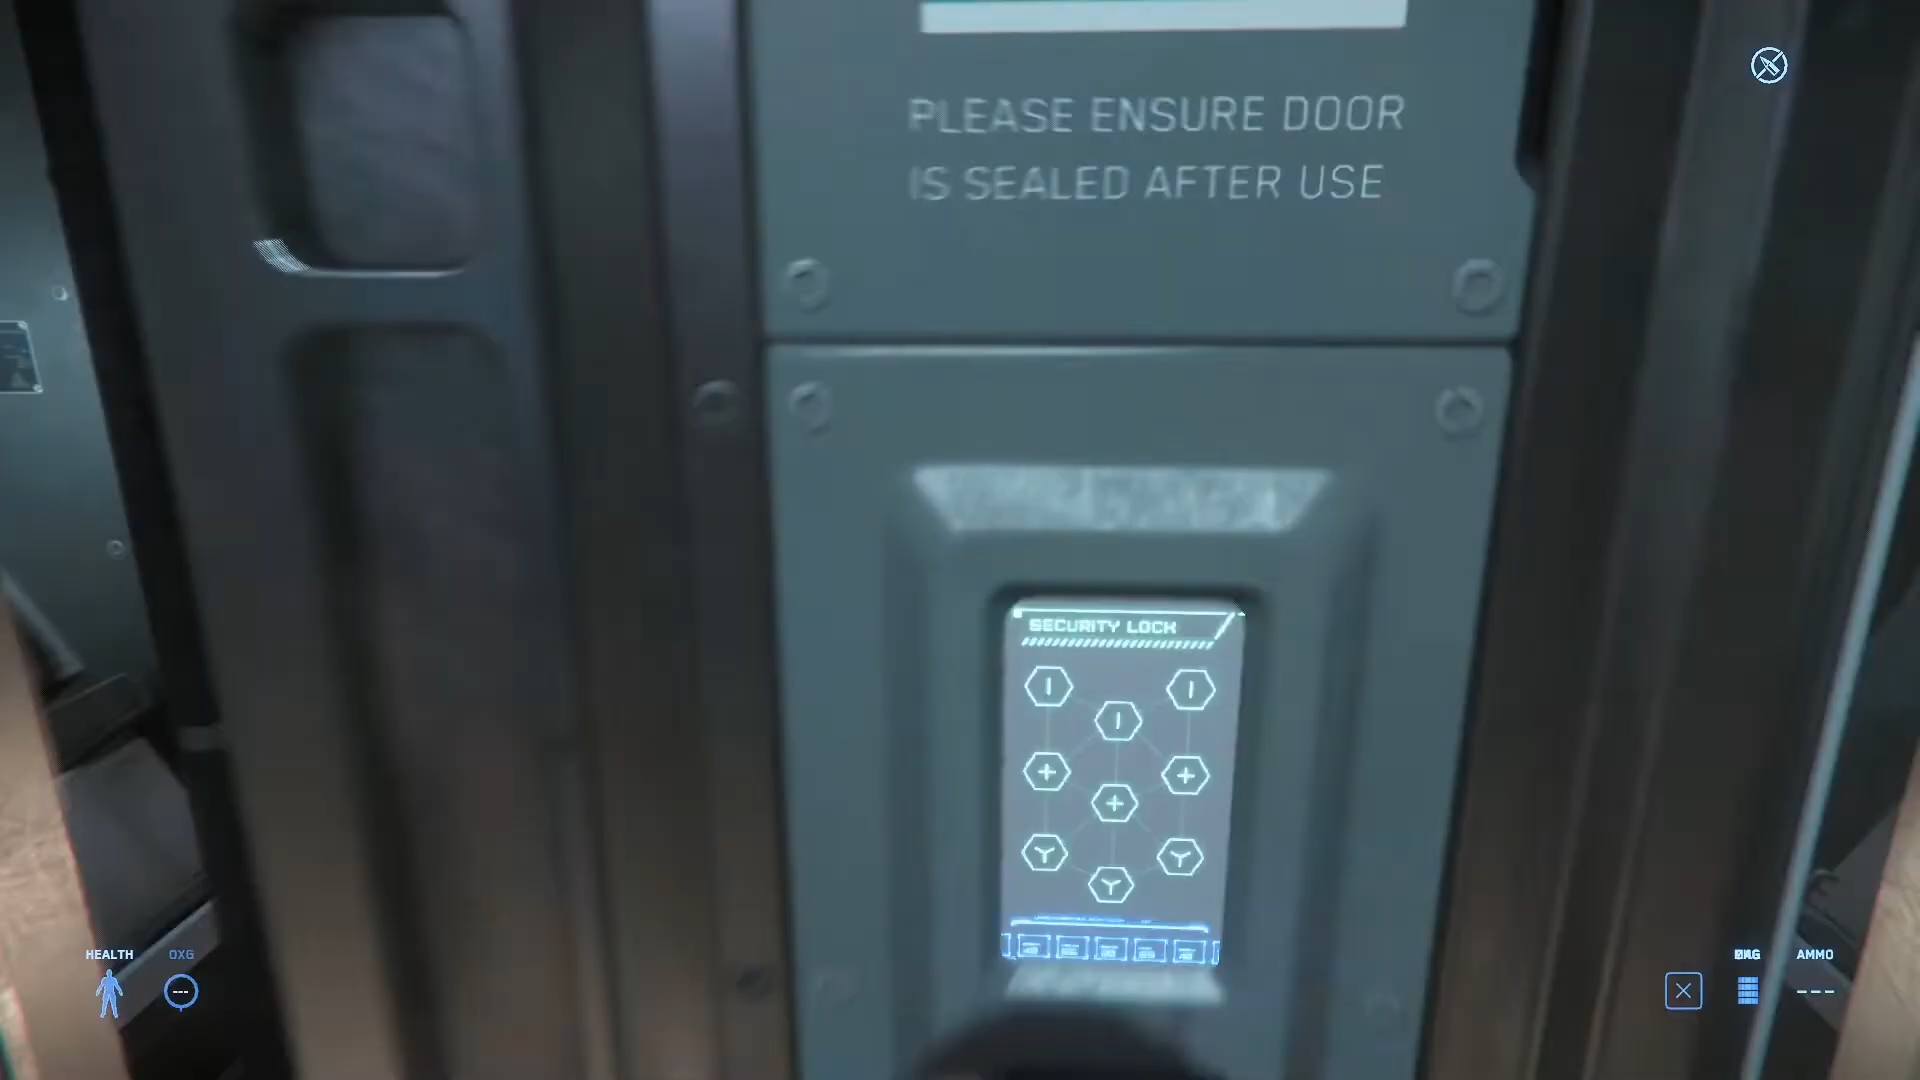 PLEASE ENSURE DOOR
IS SEALED AFTER USE
SECURITY LOCK
HEALTH
OXG
---
MAG
AMMO
---